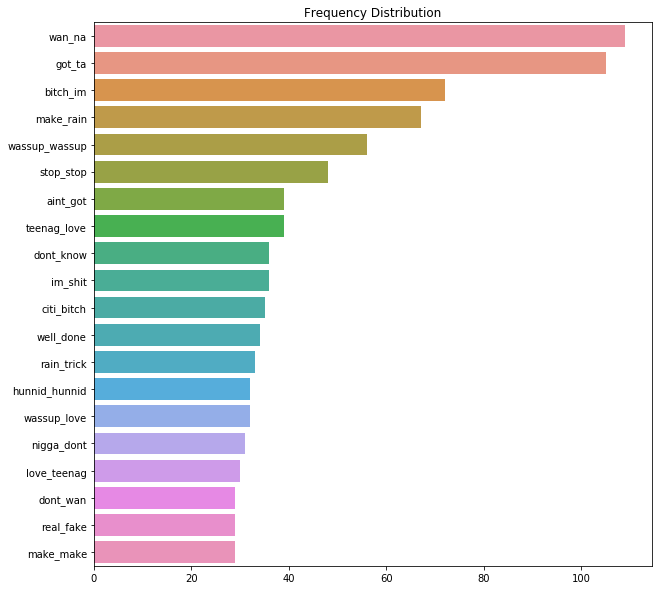 Frequency Distribution
wan_na
got_ta
bitch_im
make_rain
wassup_wassup
stop_stop
aint_got
teenag_love
dont_know
im_shit
citi_bitch
well_done
rain_trick
hunnid_hunnid
wassup_love
nigga_dont
love_teenag
dont_wan
real_fake
make_make
0 20 40 60 80 100